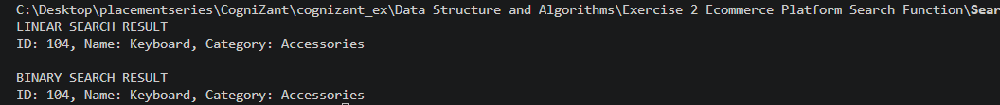 C:\Desktop\placementseries\CogniZant\cognizant_ex\Data Structure and Algorithms\Exercise 2 Ecommerce Platform Search Function\Sear
LINEAR SEARCH RESULT
ID: 104, Name: Keyboard, Category: Accessories
BINARY SEARCH RESULT
ID: 104, Name: Keyboard, Category: Accessories